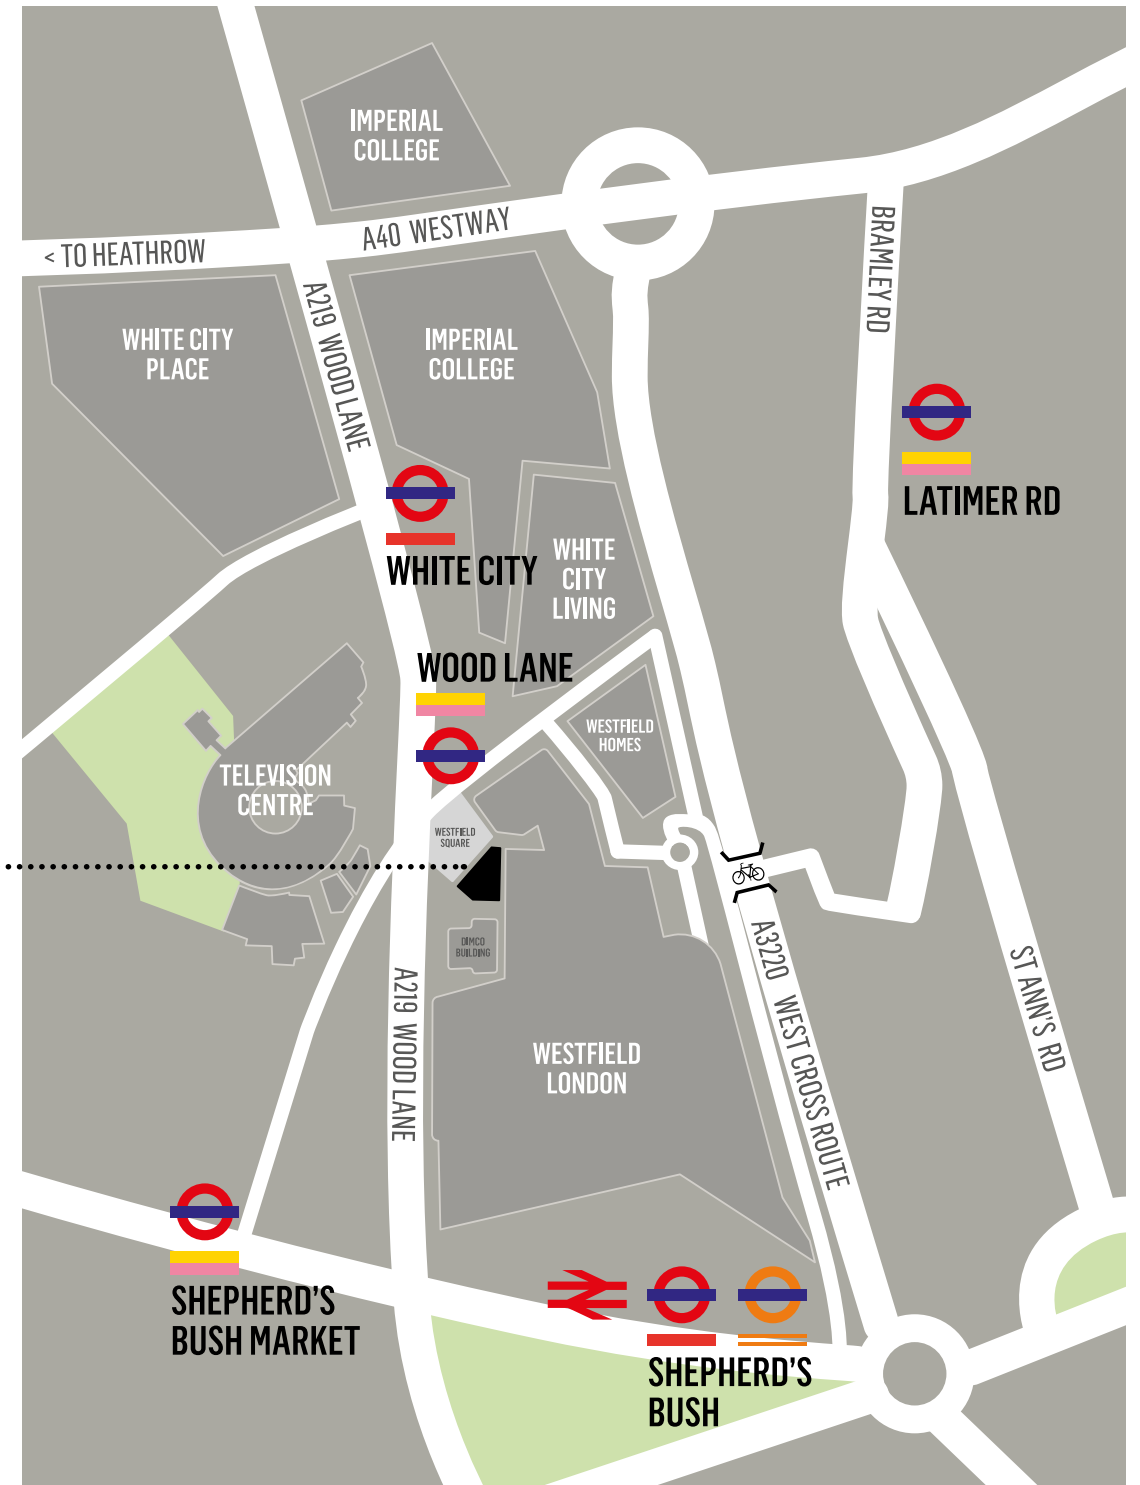 IMPERIAL
COLLEGE
A40 WESTWAY
< TO HEATHROW
BRAMLEY RD
A219 WOOD LANE
WHITE CITY
PLACE
IMPERIAL
COLLEGE
LATIMER RD
WHITE CITY
WHITE
CITY
LIVING
WOOD LANE
WESTFIELD
HOMES
TELEVISION
CENTRE
WESTFIELD
SQUARE
DIMCO
BUILDING
A3220 WEST CROSS ROUTE
ST ANN'S RD
A219 WOOD LANE
WESTFIELD
LONDON
SHEPHERD'S
BUSH MARKET
SHEPHERD'S
BUSH